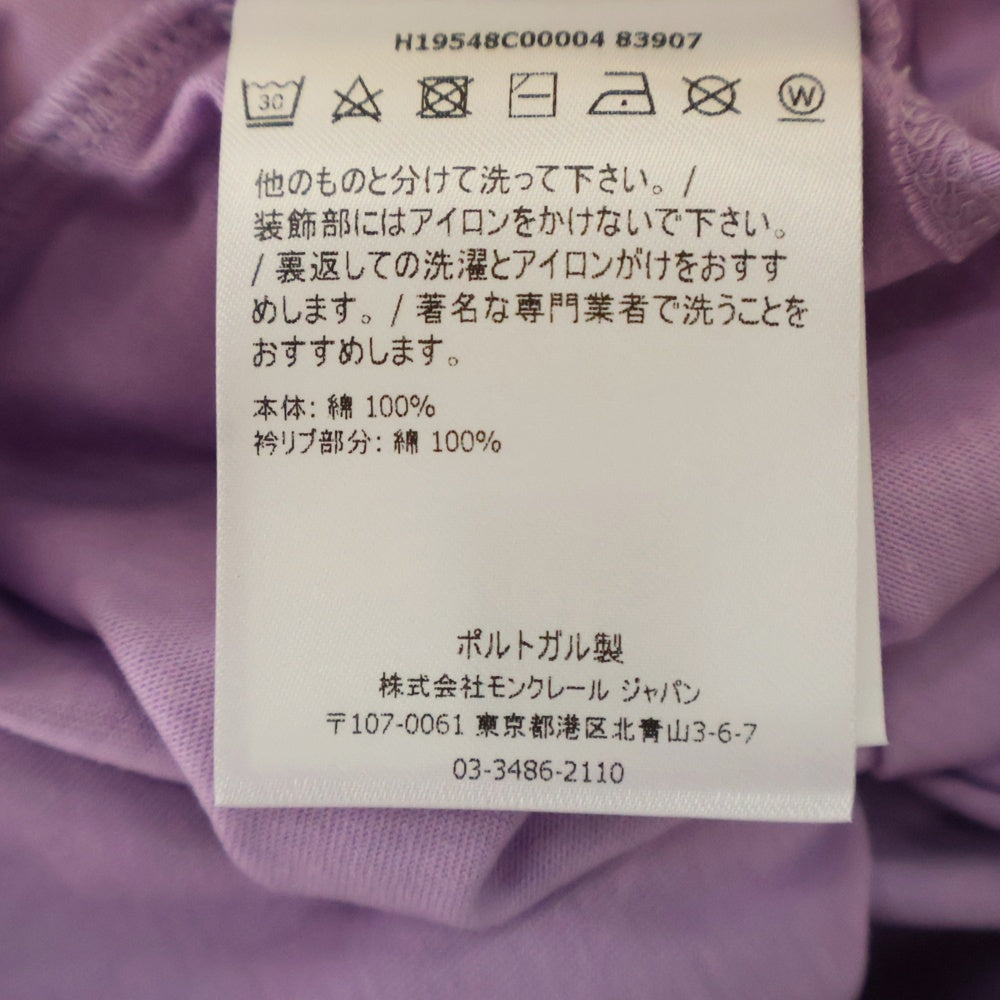 H19548C00004 83907
30
W
他のものと分けて洗って下さい。 /
装飾部にはアイロンをかけないで下さい。
/ 裏返しての洗濯とアイロンがけをおすす
めします。/ 著名な専門業者で洗うことを
おすすめします。
本体: 綿 100%
衿リブ部分: 綿 100%
ポルトガル製
株式会社モンクレール ジャパン
〒107-0061 東京都港区北青山3-6-7
03-3486-2110